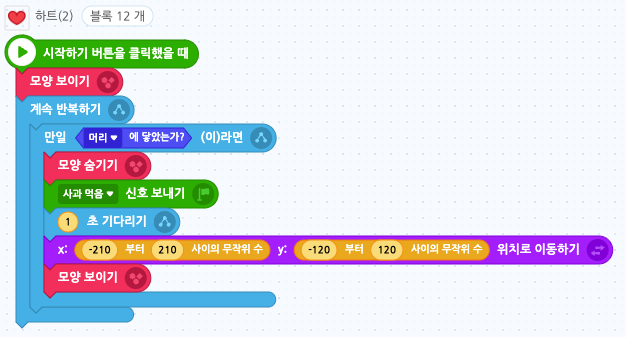 하트(2) 블록 12 개
시작하기 버튼을 클릭했을 때
모양 보이기
계속 반복하기
만일 머리▼ 에 닿았는가? (이)라면
모양 숨기기
사과 먹음▼ 신호 보내기
1 초 기다리기
x: -210 부터 210 사이의 무작위 수 y: -120 부터 120 사이의 무작위 수 위치로 이동하기
모양 보이기